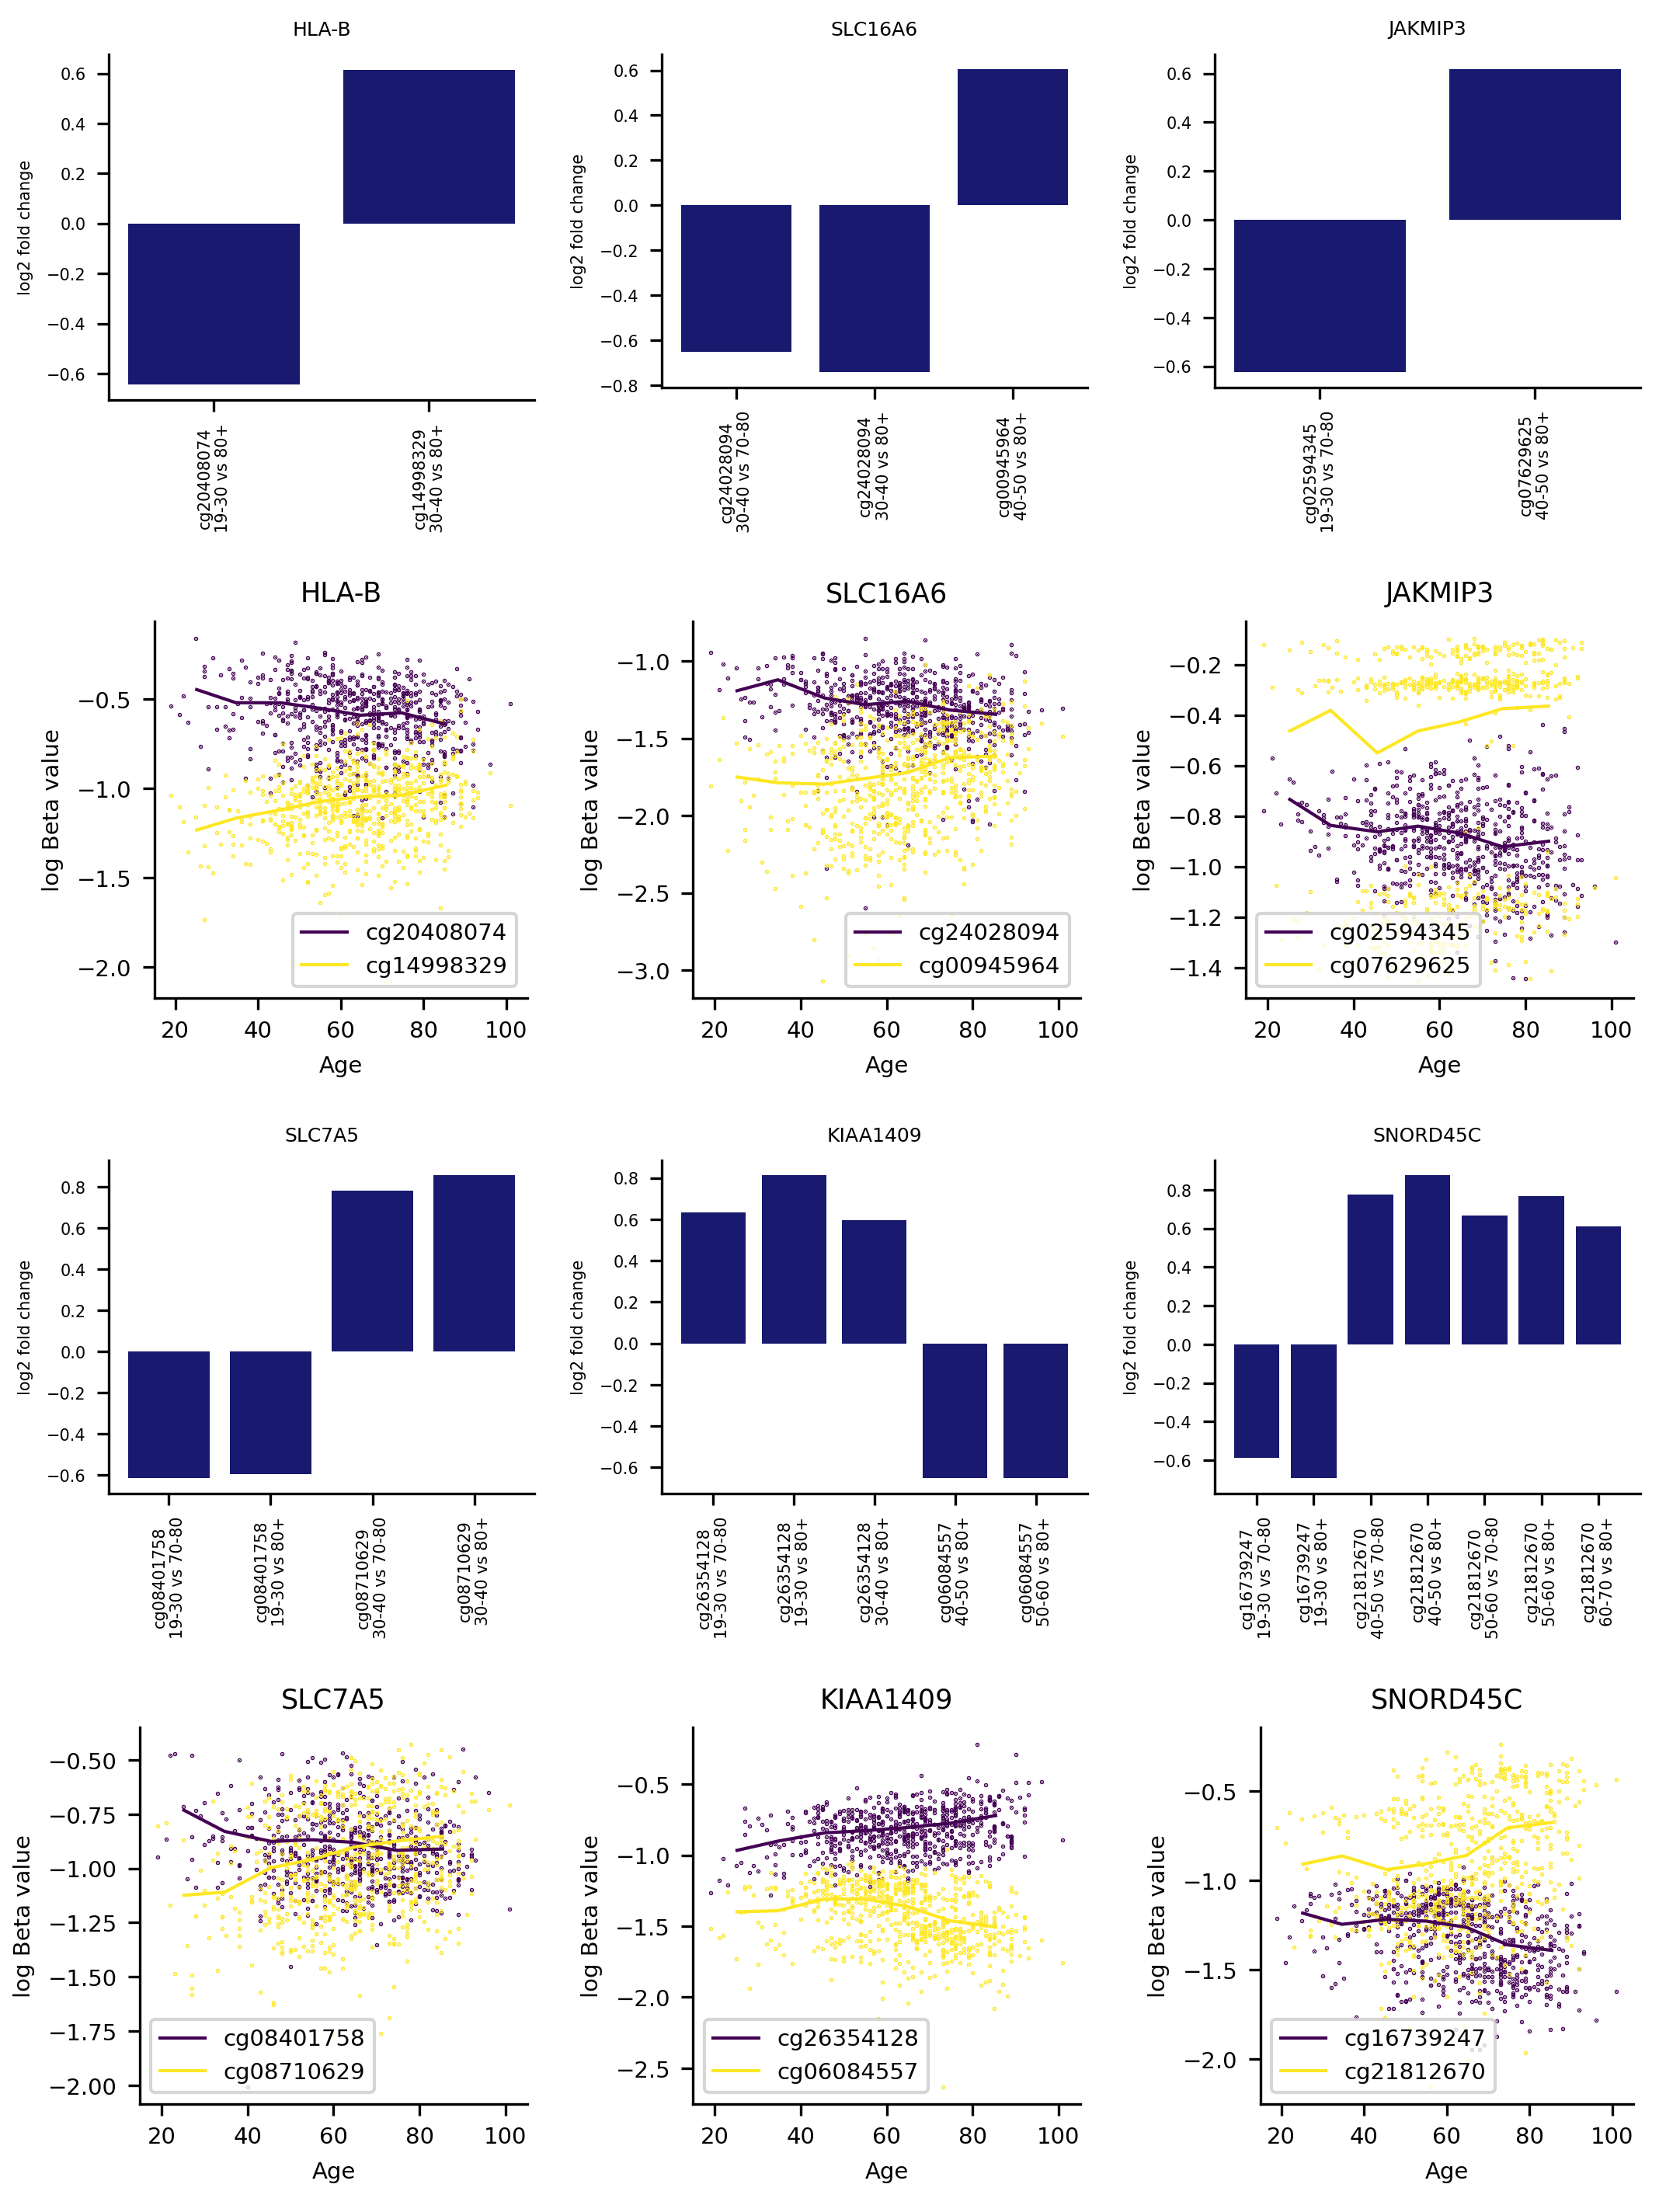 HLA-B
SLC16A6
JAKMIP3
log2 fold change
0.6
0.4
0.2
0.0
−0.2
−0.4
−0.6
cg20408074
19-30 vs 80+
cg14998329
30-40 vs 80+
log2 fold change
0.6
0.4
0.2
0.0
−0.2
−0.4
−0.6
−0.8
cg24028094
30-40 vs 70-80
cg24028094
30-40 vs 80+
cg00945964
40-50 vs 80+
log2 fold change
0.6
0.4
0.2
0.0
−0.2
−0.4
−0.6
cg02594345
19-30 vs 70-80
cg07629625
40-50 vs 80+
HLA-B
log Beta value
−0.5
−1.0
−1.5
−2.0
cg20408074
cg14998329
20 40 60 80 100
Age
SLC16A6
log Beta value
−1.0
−1.5
−2.0
−2.5
−3.0
cg24028094
cg00945964
20 40 60 80 100
Age
JAKMIP3
log Beta value
−0.2
−0.4
−0.6
−0.8
−1.0
−1.2
−1.4
cg02594345
cg07629625
20 40 60 80 100
Age
SLC7A5
log2 fold change
0.8
0.6
0.4
0.2
0.0
−0.2
−0.4
−0.6
cg08401758
19-30 vs 70-80
cg08401758
19-30 vs 80+
cg08710629
30-40 vs 70-80
cg08710629
30-40 vs 80+
KIAA1409
log2 fold change
0.8
0.6
0.4
0.2
0.0
−0.2
−0.4
−0.6
cg26354128
19-30 vs 70-80
cg26354128
19-30 vs 80+
cg26354128
30-40 vs 80+
cg06084557
40-50 vs 80+
cg06084557
50-60 vs 80+
SNORD45C
log2 fold change
0.8
0.6
0.4
0.2
0.0
−0.2
−0.4
−0.6
cg16739247
19-30 vs 70-80
cg16739247
19-30 vs 80+
cg21812670
40-50 vs 70-80
cg21812670
40-50 vs 80+
cg21812670
50-60 vs 70-80
cg21812670
50-60 vs 80+
cg21812670
60-70 vs 80+
SLC7A5
log Beta value
−0.50
−0.75
−1.00
−1.25
−1.50
−1.75
−2.00
cg08401758
cg08710629
20 40 60 80 100
Age
KIAA1409
log Beta value
−0.5
−1.0
−1.5
−2.0
−2.5
cg26354128
cg06084557
20 40 60 80 100
Age
SNORD45C
log Beta value
−0.5
−1.0
−1.5
−2.0
cg16739247
cg21812670
20 40 60 80 100
Age